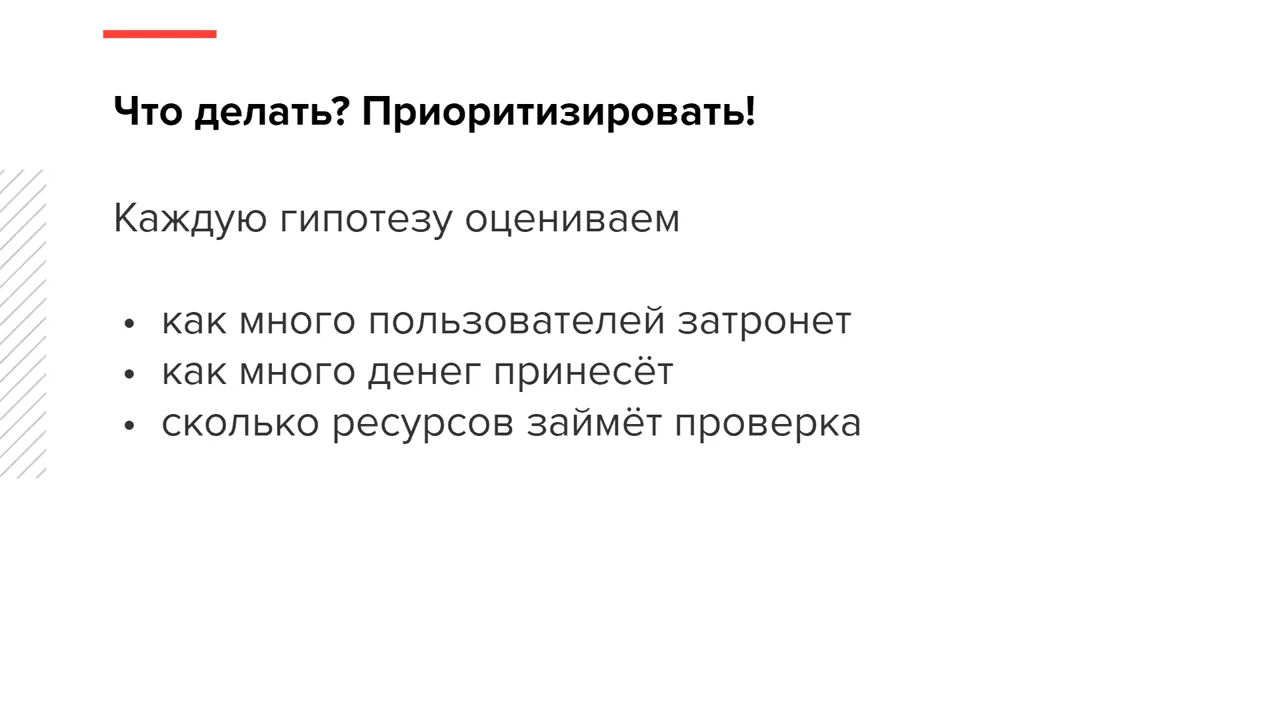 Что делать? Приоритизировать!
Каждую гипотезу оцениваем
• как много пользователей затронет
• как много денег принесёт
• сколько ресурсов займёт проверка